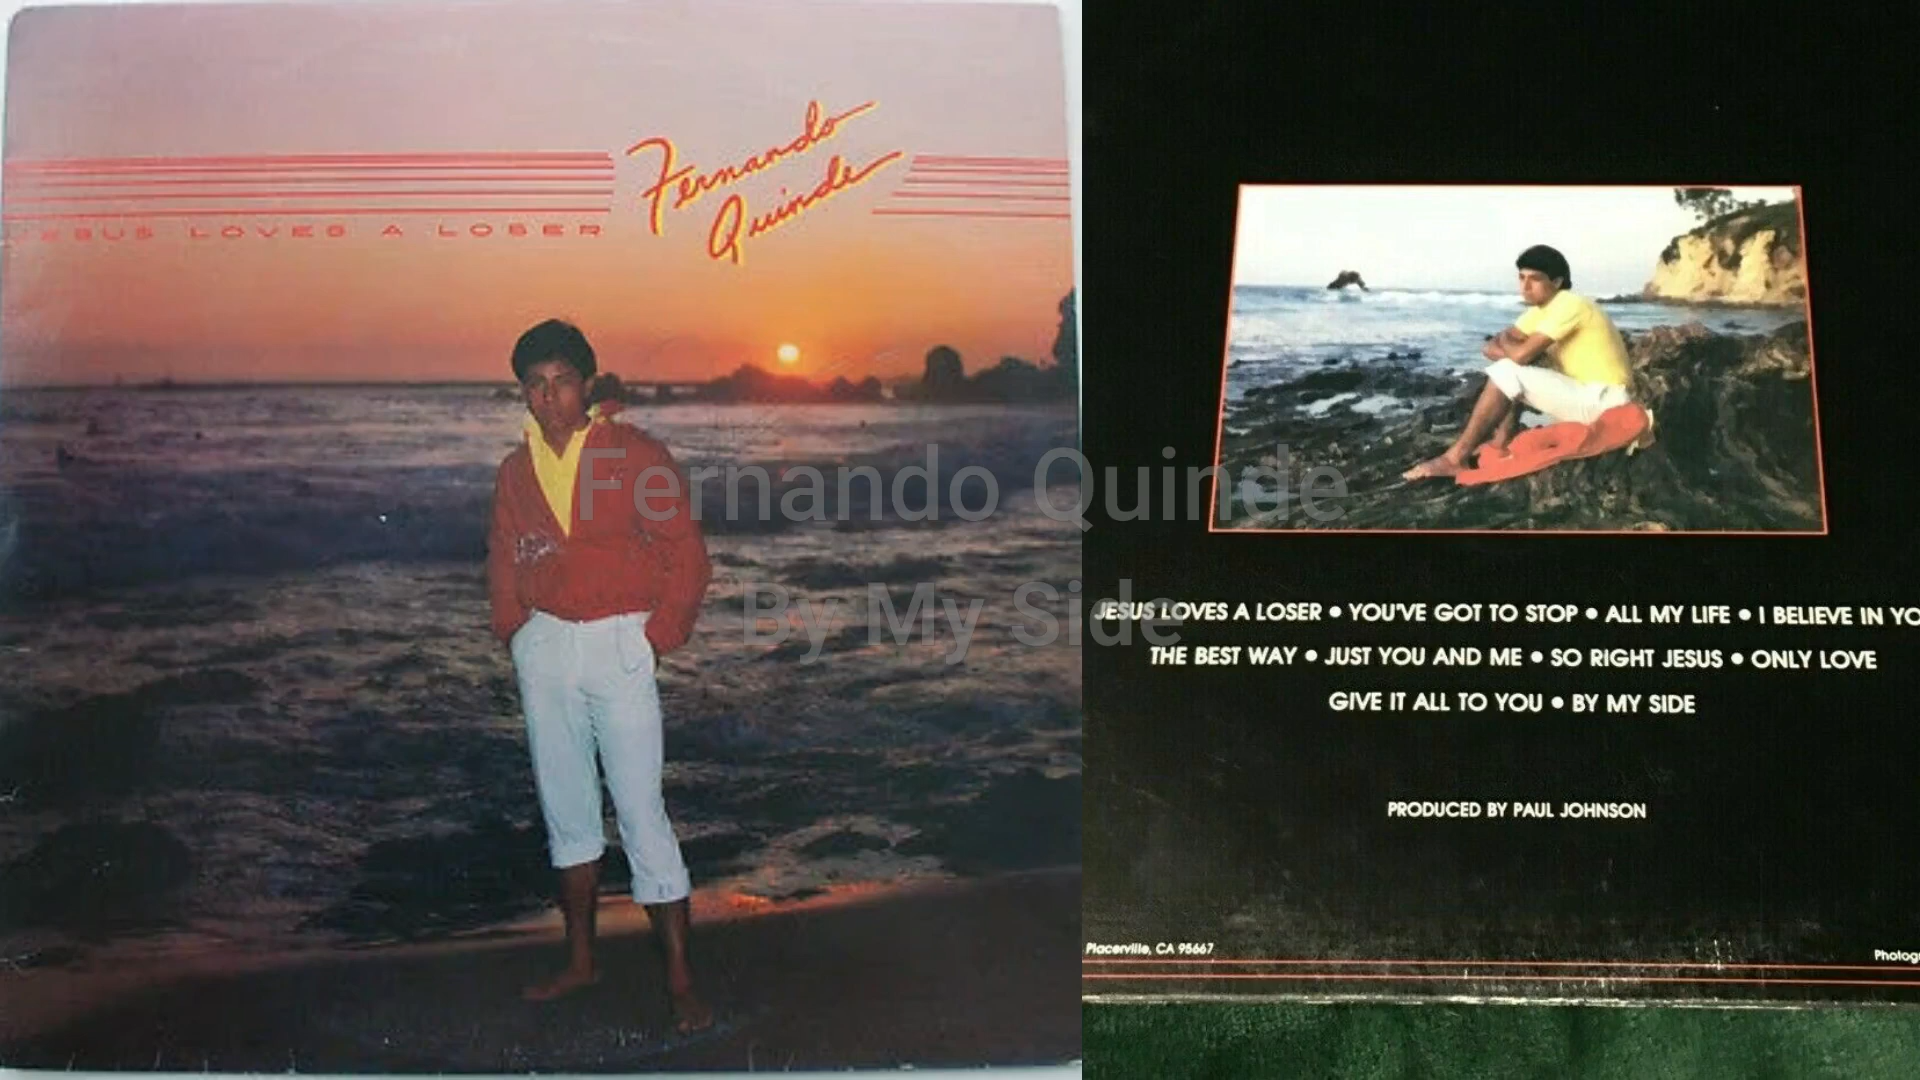 Fernando
Quinde
JESUS LOVES A LOSER
Fernando Quinde
By My Side
JESUS LOVES A LOSER • YOU'VE GOT TO STOP • ALL MY LIFE • I BELIEVE IN YO
THE BEST WAY • JUST YOU AND ME • SO RIGHT JESUS • ONLY LOVE
GIVE IT ALL TO YOU • BY MY SIDE
PRODUCED BY PAUL JOHNSON
Placerville, CA 95667
Photogr